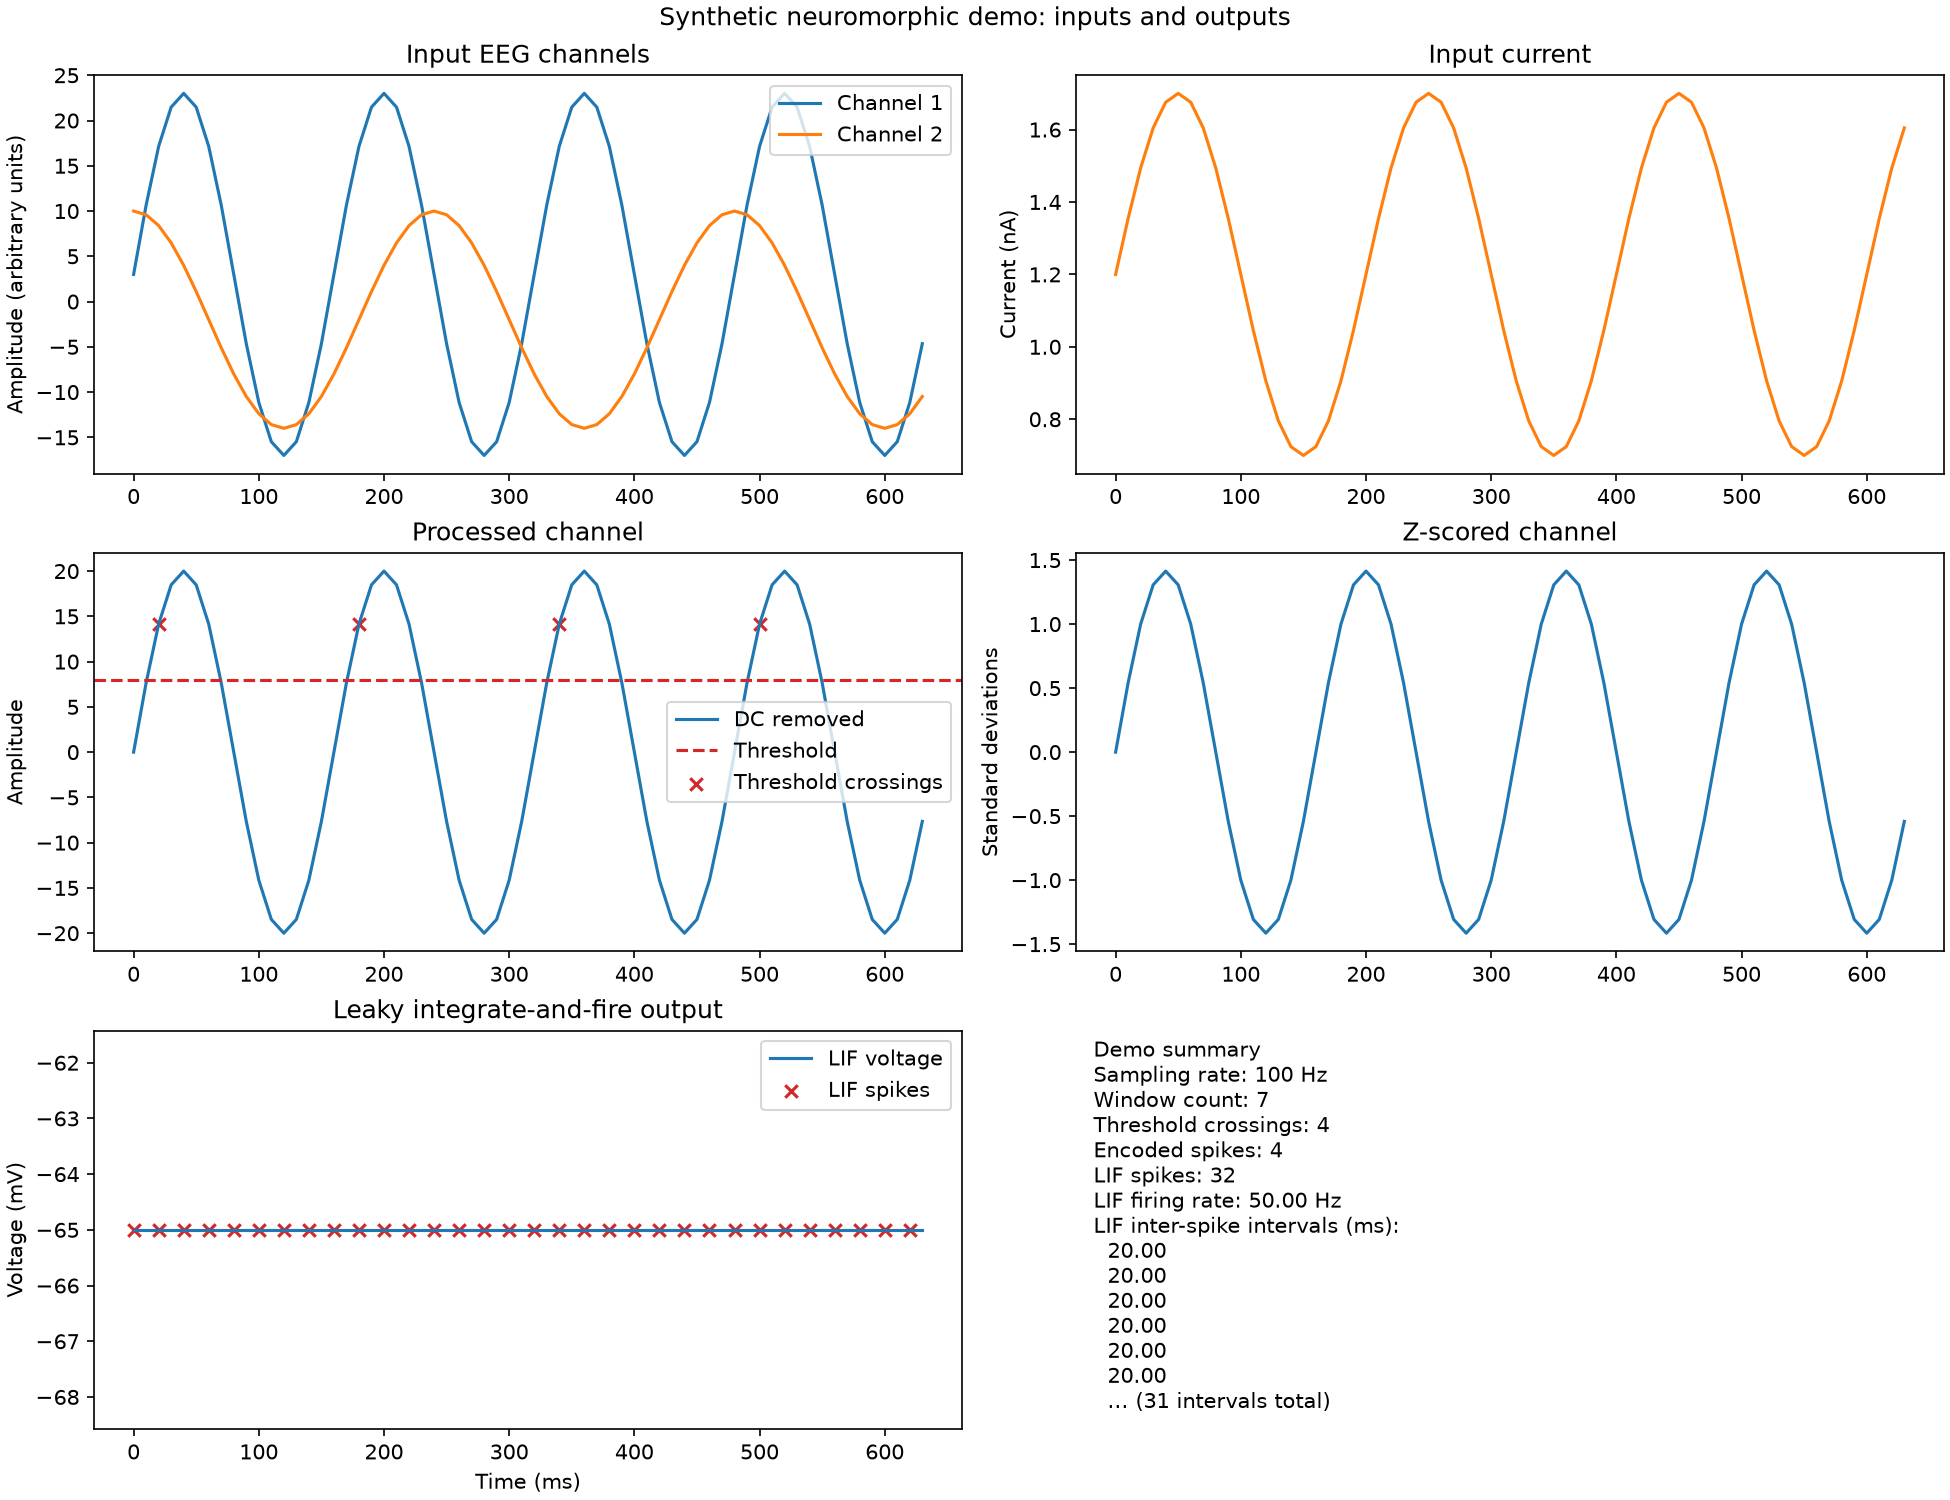 Synthetic neuromorphic demo: inputs and outputs
Input EEG channels
Amplitude (arbitrary units)
25
20
15
10
5
0
−5
−10
−15
0 100 200 300 400 500 600
Channel 1
Channel 2
Input current
Current (nA)
1.6
1.4
1.2
1.0
0.8
0 100 200 300 400 500 600
Processed channel
Amplitude
20
15
10
5
0
−5
−10
−15
−20
0 100 200 300 400 500 600
DC removed
Threshold
Threshold crossings
Z-scored channel
Standard deviations
1.5
1.0
0.5
0.0
−0.5
−1.0
−1.5
0 100 200 300 400 500 600
Leaky integrate-and-fire output
Voltage (mV)
−62
−63
−64
−65
−66
−67
−68
0 100 200 300 400 500 600
Time (ms)
LIF voltage
LIF spikes
Demo summary
Sampling rate: 100 Hz
Window count: 7
Threshold crossings: 4
Encoded spikes: 4
LIF spikes: 32
LIF firing rate: 50.00 Hz
LIF inter-spike intervals (ms):
20.00
20.00
20.00
20.00
20.00
20.00
... (31 intervals total)